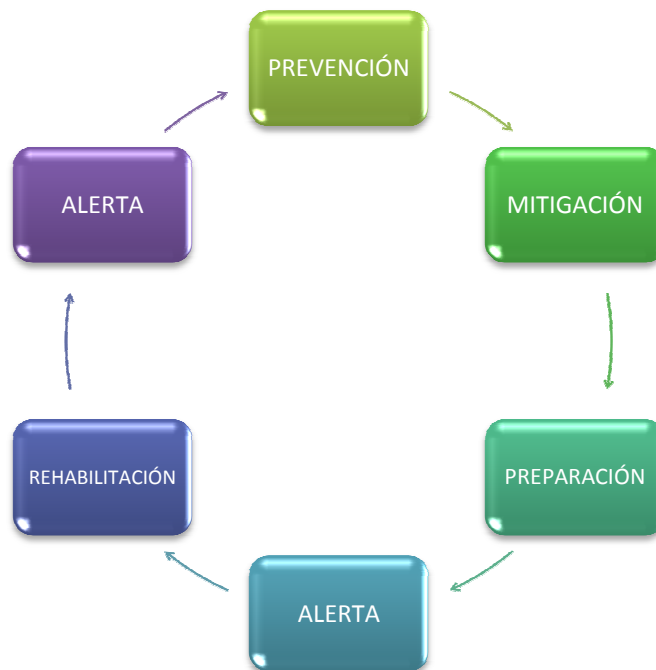 PREVENCIÓN
MITIGACIÓN
PREPARACIÓN
ALERTA
REHABILITACIÓN
ALERTA